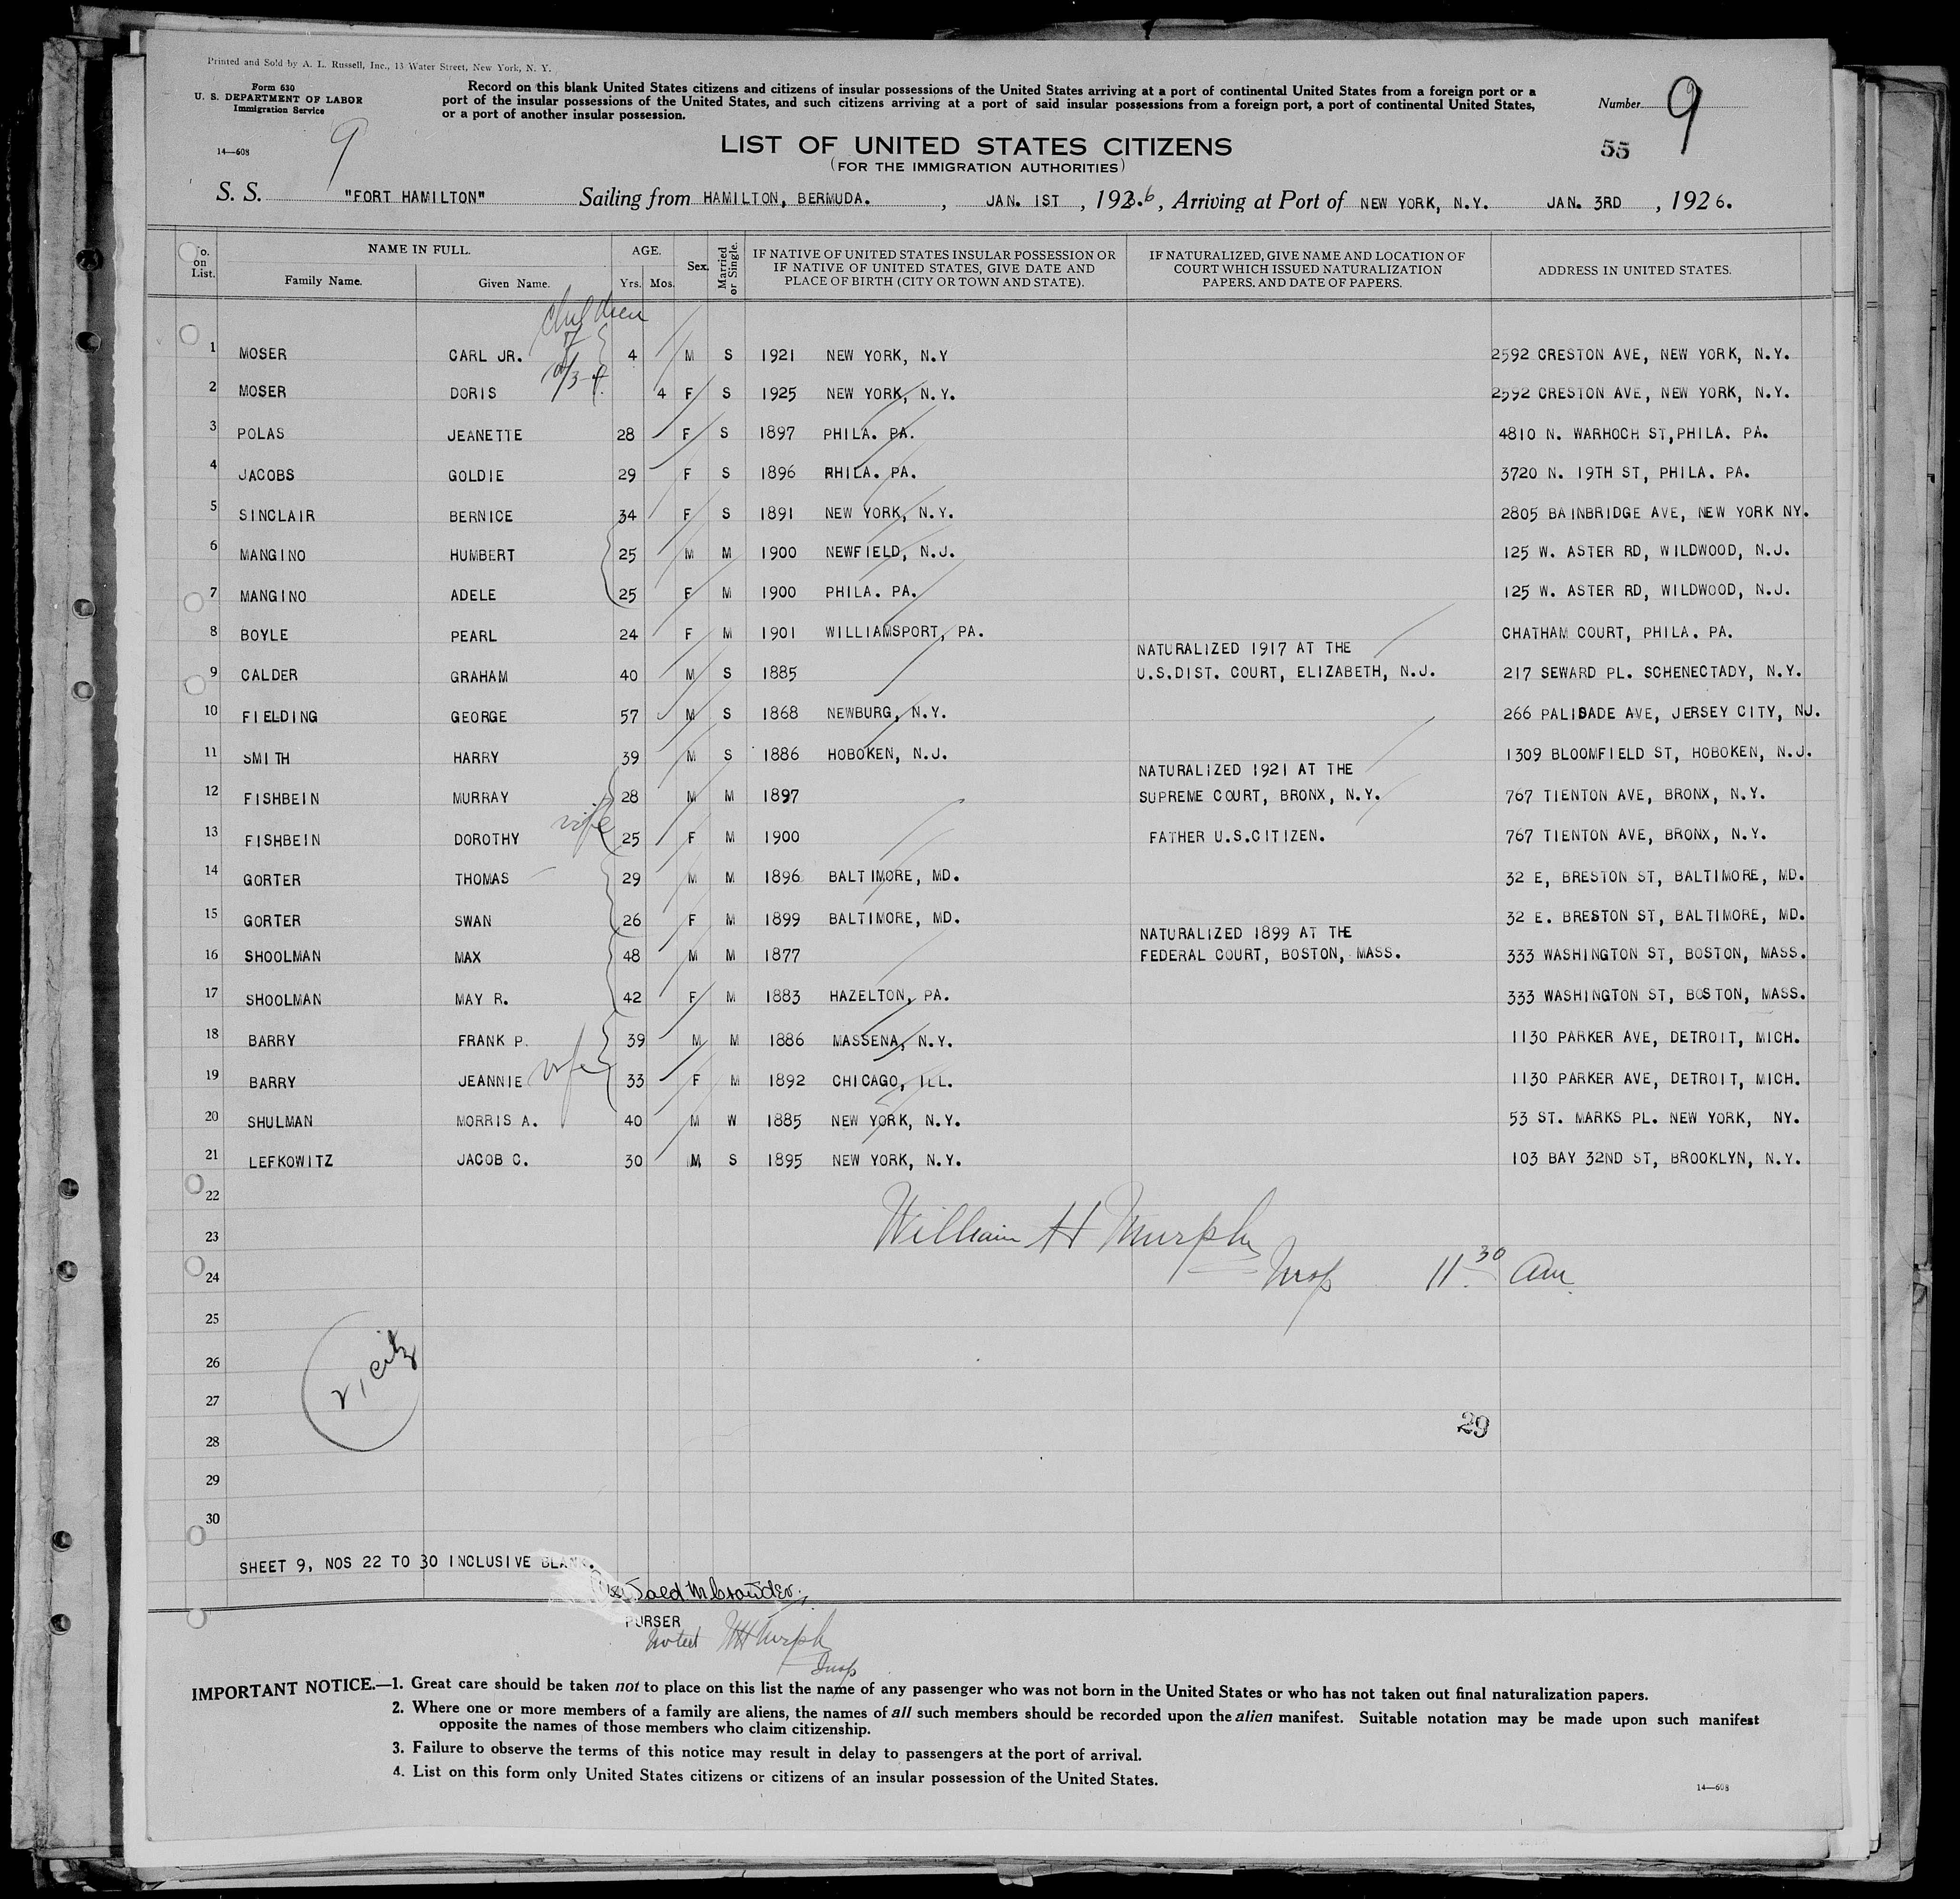 Printed and Sold by A. L. Russell, Inc., 13 Water Street, New York, N. Y.
Form 630
U. S. DEPARTMENT OF LABOR
Immigration Service
14—608
9
Record on this blank United States citizens and citizens of insular possessions of the United States arriving at a port of continental United States from a foreign port or a
port of the insular possessions of the United States, and such citizens arriving at a port of said insular possessions from a foreign port, a port of continental United States,
or a port of another insular possession.
Number 9
55
LIST OF UNITED STATES CITIZENS
(FOR THE IMMIGRATION AUTHORITIES)
S. S. "FORT HAMILTON" Sailing from HAMILTON, BERMUDA. , JAN. 1ST , 1926, Arriving at Port of NEW YORK, N.Y. JAN. 3RD , 1926.
No. on List. NAME IN FULL. Family Name. Given Name. AGE. Yrs. Mos. Sex. Married or Single. IF NATIVE OF UNITED STATES INSULAR POSSESSION OR IF NATIVE OF UNITED STATES, GIVE DATE AND PLACE OF BIRTH (CITY OR TOWN AND STATE). IF NATURALIZED, GIVE NAME AND LOCATION OF COURT WHICH ISSUED NATURALIZATION PAPERS, AND DATE OF PAPERS. ADDRESS IN UNITED STATES.
children
of
1 MOSER CARL JR. 4 M S 1921 NEW YORK, N.Y 2592 CRESTON AVE, NEW YORK, N.Y.
2 MOSER DORIS 4 F S 1925 NEW YORK, N.Y. 2592 CRESTON AVE, NEW YORK, N.Y.
3 POLAS JEANETTE 28 F S 1897 PHILA. PA. 4810 N. WARHOCH ST,PHILA. PA.
4 JACOBS GOLDIE 29 F S 1896 PHILA. PA. 3720 N. 19TH ST, PHILA. PA.
5 SINCLAIR BERNICE 34 F S 1891 NEW YORK, N.Y. 2805 BAINBRIDGE AVE, NEW YORK NY.
6 MANGINO HUMBERT 25 M M 1900 NEWFIELD, N.J. 125 W. ASTER RD, WILDWOOD, N.J.
7 MANGINO ADELE 25 F M 1900 PHILA. PA. 125 W. ASTER RD, WILDWOOD, N.J.
8 BOYLE PEARL 24 F M 1901 WILLIAMSPORT, PA. CHATHAM COURT, PHILA. PA.
NATURALIZED 1917 AT THE
9 CALDER GRAHAM 40 M S 1885 U.S.DIST. COURT, ELIZABETH, N.J. 217 SEWARD PL. SCHENECTADY, N.Y.
10 FIELDING GEORGE 57 M S 1868 NEWBURG, N.Y. 266 PALISADE AVE, JERSEY CITY, NJ.
11 SMITH HARRY 39 M S 1886 HOBOKEN, N.J. 1309 BLOOMFIELD ST, HOBOKEN, N.J.
NATURALIZED 1921 AT THE
12 FISHBEIN MURRAY 28 M M 1897 SUPREME COURT, BRONX, N.Y. 767 TIENTON AVE, BRONX, N.Y.
13 FISHBEIN DOROTHY wife 25 F M 1900 FATHER U.S.CITIZEN. 767 TIENTON AVE, BRONX, N.Y.
14 GORTER THOMAS 29 M M 1896 BALTIMORE, MD. 32 E, BRESTON ST, BALTIMORE, MD.
15 GORTER SWAN 26 F M 1899 BALTIMORE, MD. 32 E. BRESTON ST, BALTIMORE, MD.
NATURALIZED 1899 AT THE
16 SHOOLMAN MAX 48 M M 1877 FEDERAL COURT, BOSTON, MASS. 333 WASHINGTON ST, BOSTON, MASS.
17 SHOOLMAN MAY R. 42 F M 1883 HAZELTON, PA. 333 WASHINGTON ST, BOSTON, MASS.
18 BARRY FRANK P. 39 M M 1886 MASSENA, N.Y. 1130 PARKER AVE, DETROIT, MICH.
19 BARRY JEANNIE wife 33 F M 1892 CHICAGO, ILL. 1130 PARKER AVE, DETROIT, MICH.
20 SHULMAN MORRIS A. 40 M W 1885 NEW YORK, N.Y. 53 ST. MARKS PL. NEW YORK, NY.
21 LEFKOWITZ JACOB C. 30 M S 1895 NEW YORK, N.Y. 103 BAY 32ND ST, BROOKLYN, N.Y.
22
23 William H Murphy
24 Insp 11.30 am.
25
26
27 21 citz
28 29
29
30
SHEET 9, NOS 22 TO 30 INCLUSIVE BLANK.
PURSER
Noted WH Murphy
Insp
IMPORTANT NOTICE.—1. Great care should be taken not to place on this list the name of any passenger who was not born in the United States or who has not taken out final naturalization papers.
2. Where one or more members of a family are aliens, the names of all such members should be recorded upon the alien manifest. Suitable notation may be made upon such manifest
opposite the names of those members who claim citizenship.
3. Failure to observe the terms of this notice may result in delay to passengers at the port of arrival.
4. List on this form only United States citizens or citizens of an insular possession of the United States.
14—608